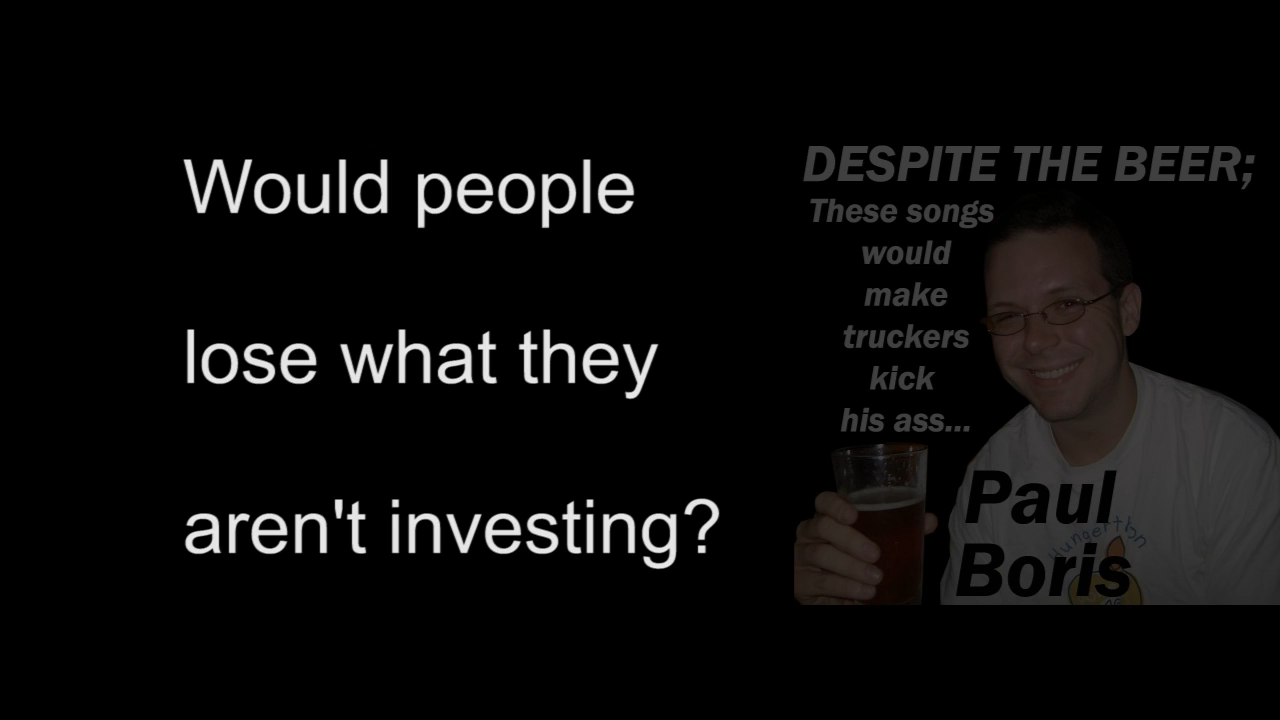 Would people
lose what they
aren't investing?
DESPITE THE BEER;
These songs
would
make
truckers
kick
his ass...
Paul
Boris